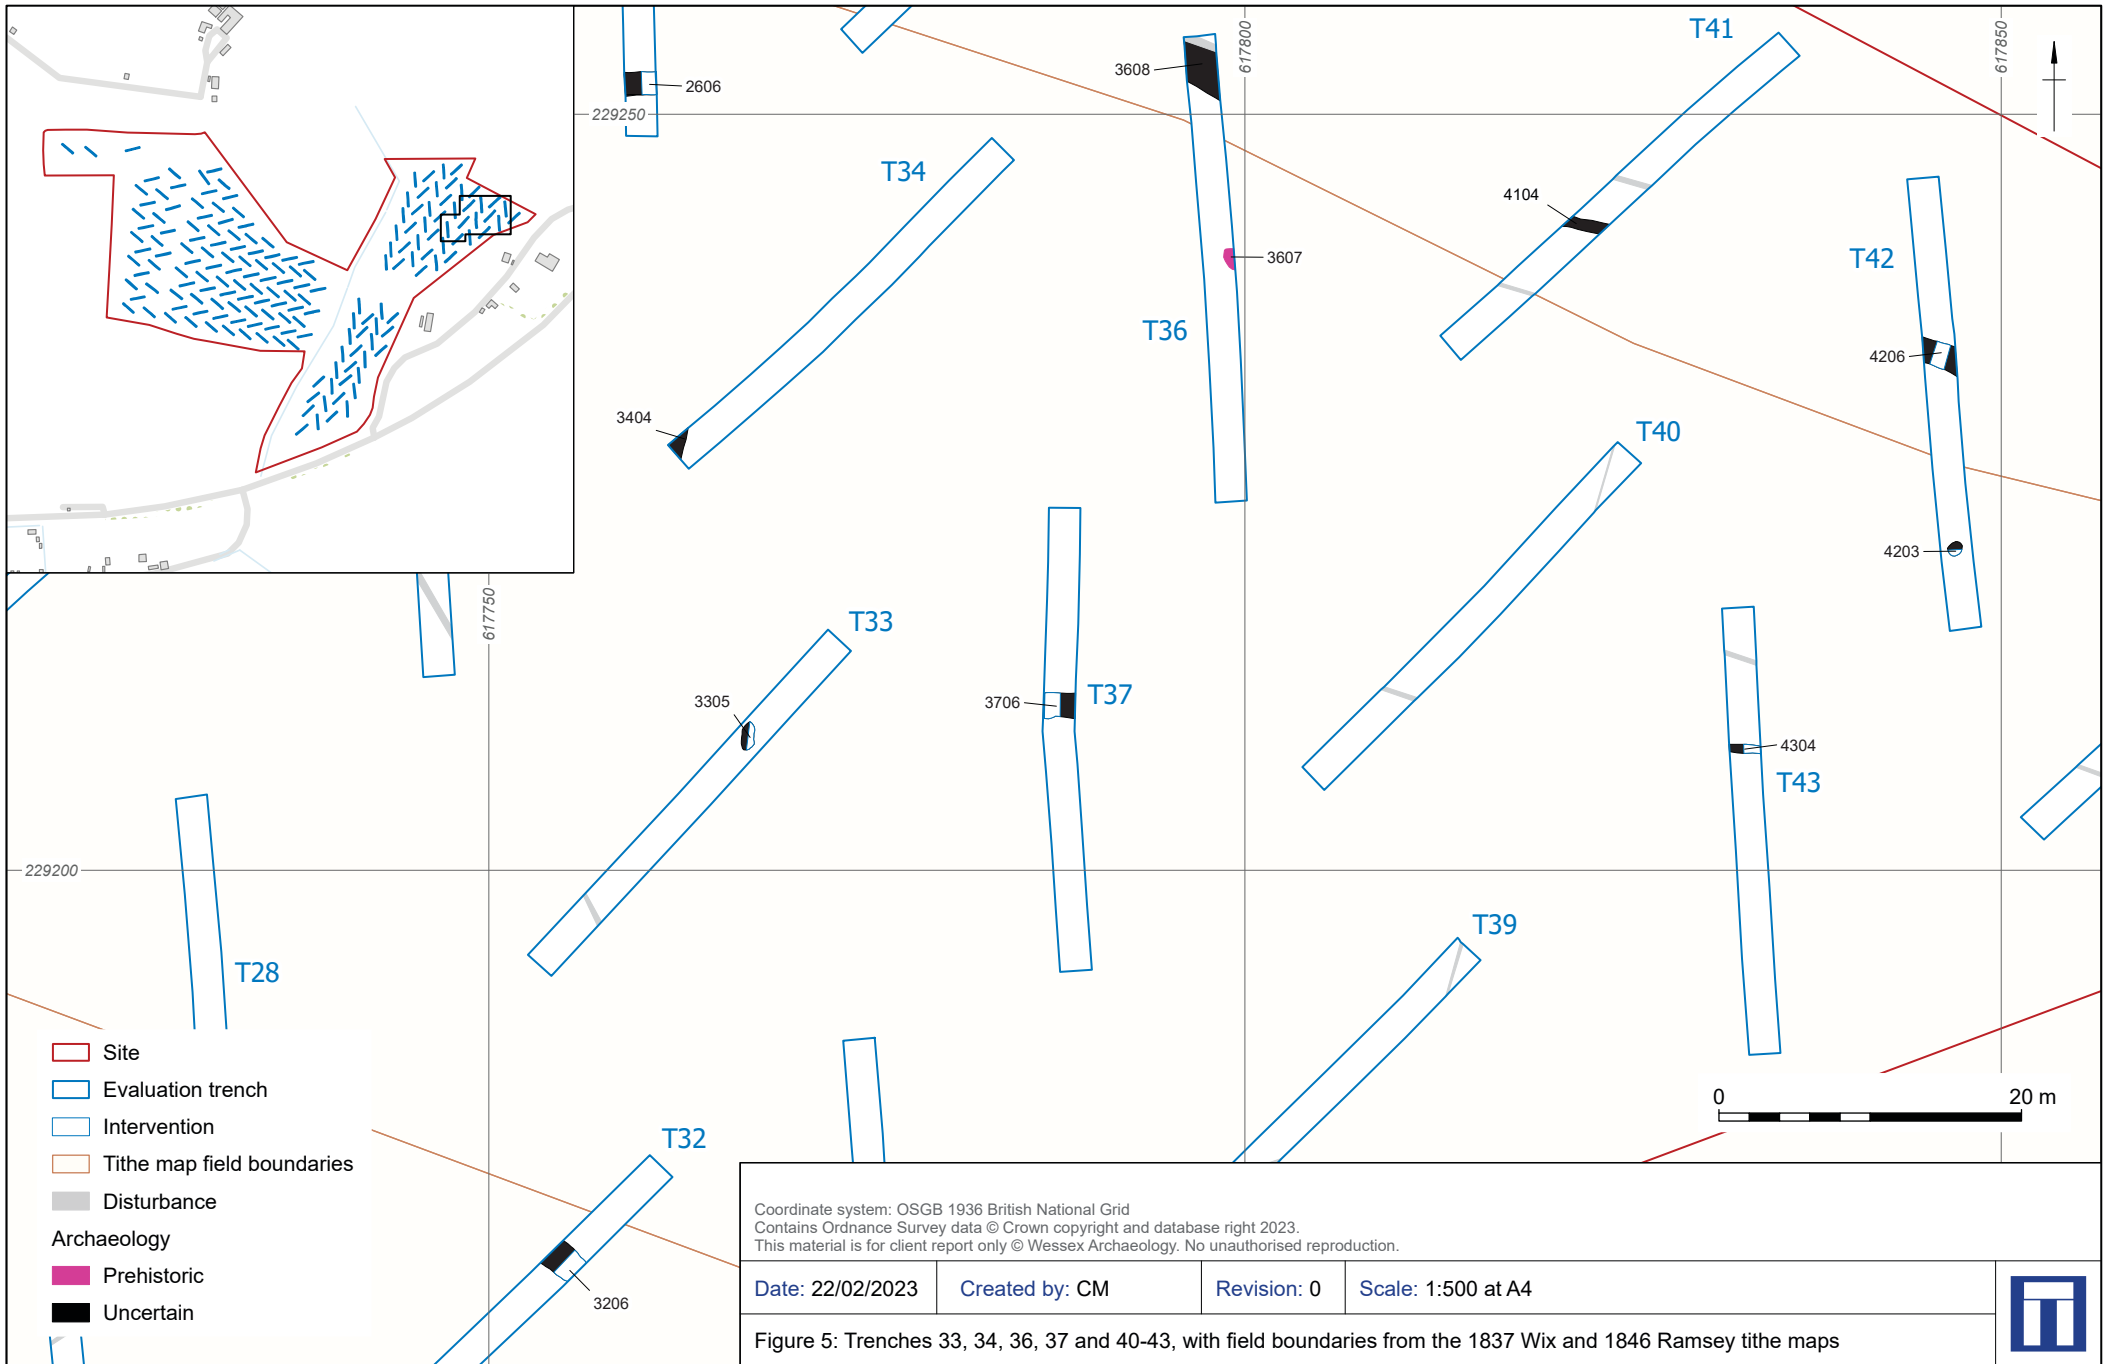 T41
617800
617850
3608
2606
229250
T34
4104
T42
3607
T36
4206
3404
T40
4203
617750
T33
3305
3706
T37
4304
T43
229200
T39
T28
0
20 m
T32
3206
Site
Evaluation trench
Intervention
Tithe map field boundaries
Disturbance
Archaeology
Prehistoric
Uncertain
Coordinate system: OSGB 1936 British National Grid
Contains Ordnance Survey data © Crown copyright and database right 2023.
This material is for client report only © Wessex Archaeology. No unauthorised reproduction.
Date: 22/02/2023
Created by: CM
Revision: 0
Scale: 1:500 at A4
Figure 5: Trenches 33, 34, 36, 37 and 40-43, with field boundaries from the 1837 Wix and 1846 Ramsey tithe maps